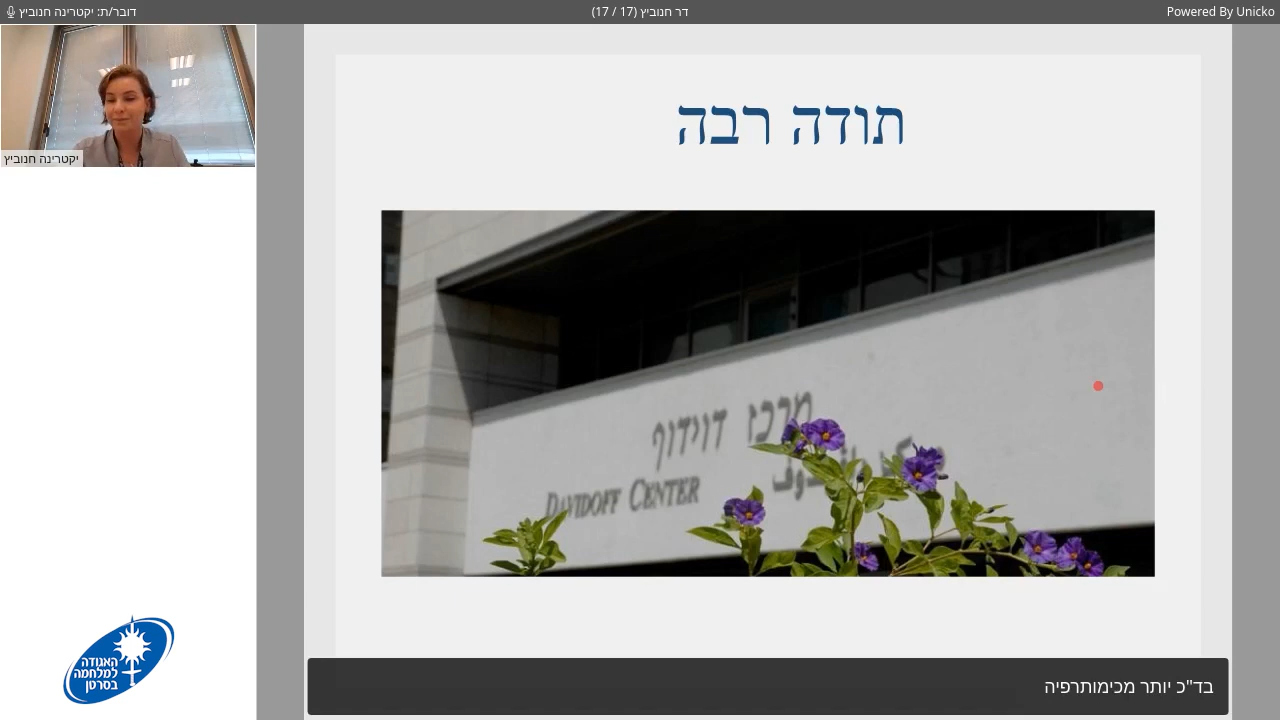 דובר/ת: יקטרינה חנוביץ
דר חנוביץ (17 / 17)
Powered By Unicko
יקטרינה חנוביץ
תודה רבה
מרכז דוידוף
DAVIDOFF CENTER
האגודה
למלחמה
בסרטן
בד"כ יותר מכימותרפיה